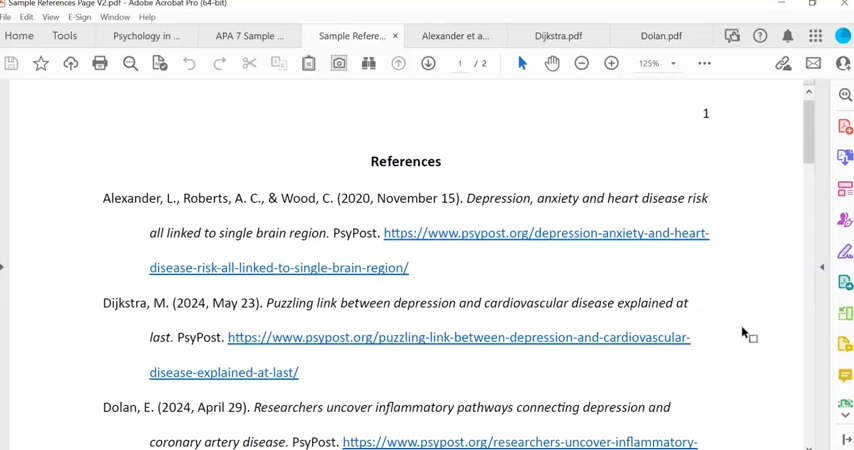 Sample References Page V2.pdf - Adobe Acrobat Pro (64-bit)
File Edit View E-Sign Window Help
Home Tools Psychology in ... APA 7 Sample ... Sample Refere... × Alexander et a... Dijkstra.pdf Dolan.pdf
1 / 2 125%
1
References
Alexander, L., Roberts, A. C., & Wood, C. (2020, November 15). Depression, anxiety and heart disease risk
all linked to single brain region. PsyPost. https://www.psypost.org/depression-anxiety-and-heart-
disease-risk-all-linked-to-single-brain-region/
Dijkstra, M. (2024, May 23). Puzzling link between depression and cardiovascular disease explained at
last. PsyPost. https://www.psypost.org/puzzling-link-between-depression-and-cardiovascular-
disease-explained-at-last/
Dolan, E. (2024, April 29). Researchers uncover inflammatory pathways connecting depression and
coronary artery disease. PsyPost. https://www.psypost.org/researchers-uncover-inflammatory-